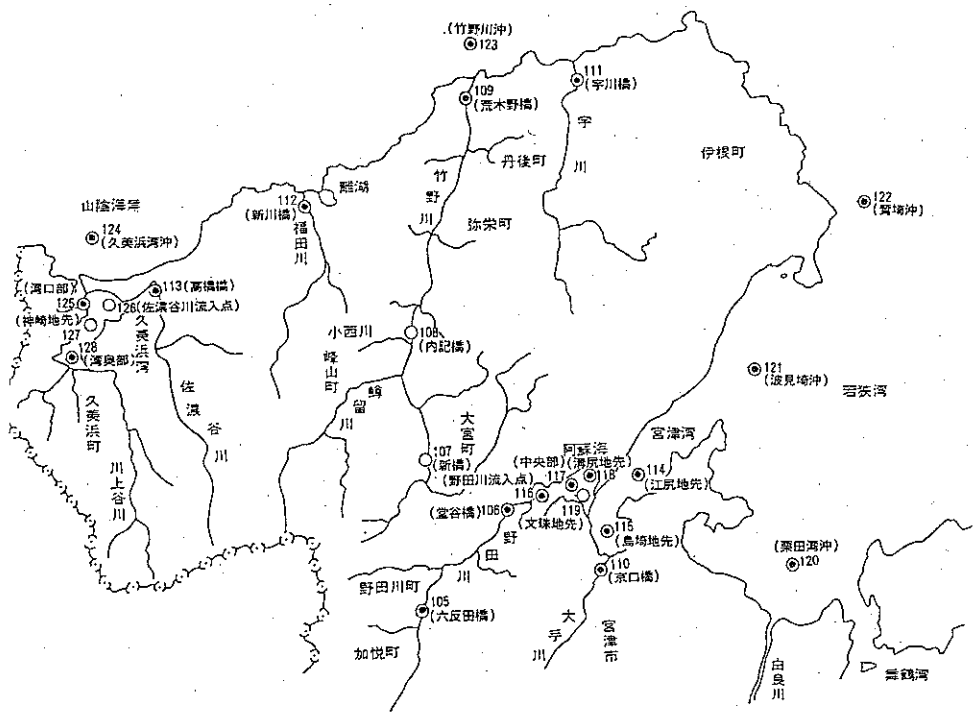 (竹野川沖)
123
111
(宇川橋)
109
(荒木野橋)
宇川
丹後町
伊根町
竹野川
離湖
112
(新川橋)
山陰海岸
124
(久美浜湾沖)
福田川
弥栄町
122
(鷲埼沖)
113(高橋橋)
(湾口部)
125
126(佐濃谷川流入点)
(神崎地先)
127
久美浜湾
128
(湾奥部)
小西川
108
(内記橋)
峰山町
121
(波見埼沖)
若狭湾
佐濃谷川
久美浜町
川上谷川
鱒留川
大宮町
107
(新橋)
宮津湾
阿蘇海
(中央部)
(溝尻地先)
(野田川流入点)
117
118
114
(江尻地先)
116
119
(文珠地先)
(堂谷橋)
106
115
(島埼地先)
(栗田湾沖)
120
野田川
野田川町
110
(京口橋)
105
(六反田橋)
加悦町
大手川
宮津市
由良川
舞鶴湾